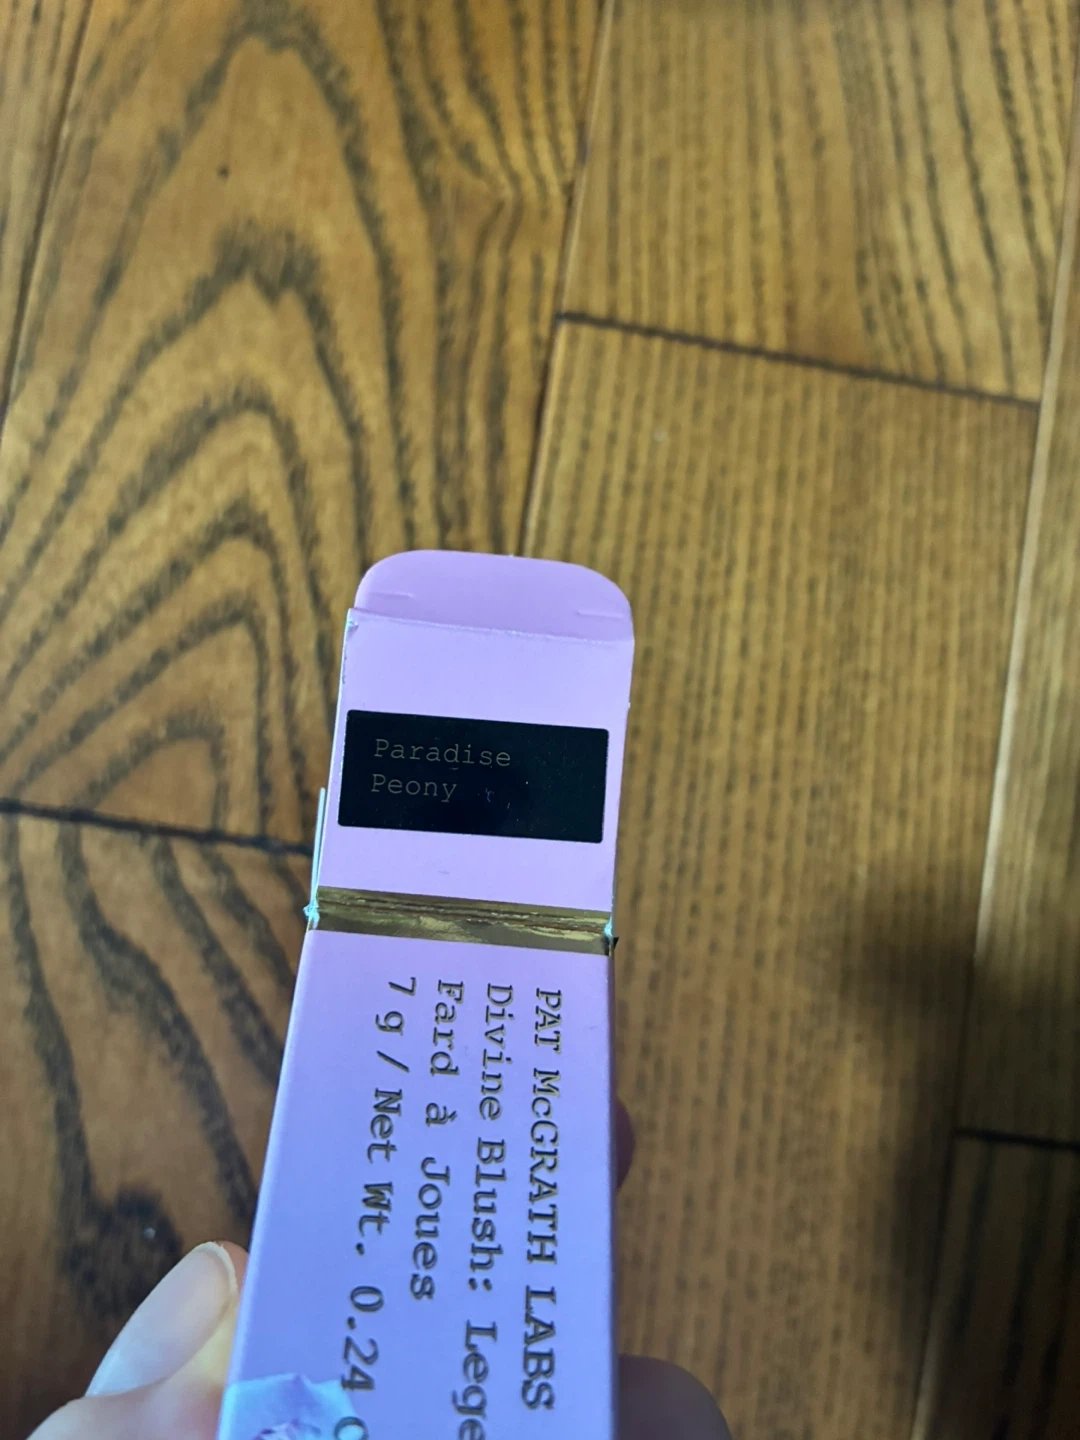 Paradise
Peony
PAT McGRATH LABS
Divine Blush: Lege
Fard à Joues
7 g / Net Wt. 0.24